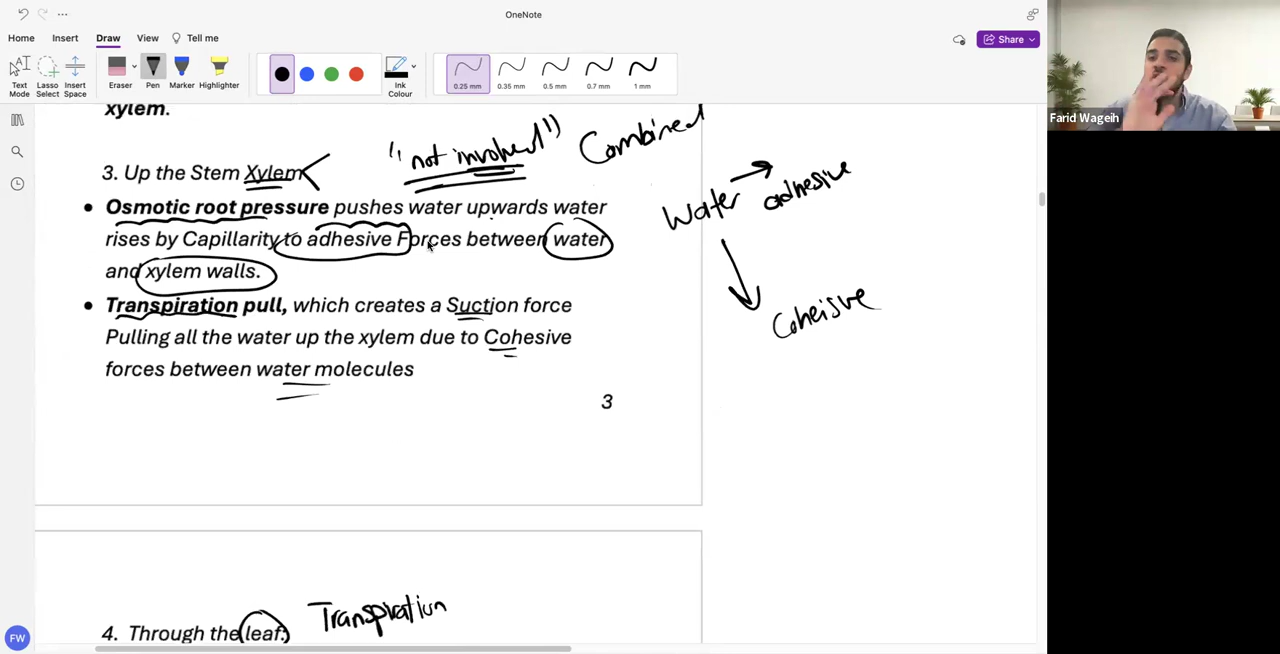 OneNote
Home Insert Draw View Tell me
Share
Text Mode
Lasso Select
Insert Space
Eraser
Pen
Marker
Highlighter
Ink Colour
0.25 mm
0.35 mm
0.5 mm
0.7 mm
1 mm
Farid Wageih
xylem.
"not involved" Combined
3. Up the Stem Xylem
Water → adhesive
Osmotic root pressure pushes water upwards water
rises by Capillarity to adhesive Forces between water
and xylem walls.
Coheisve
Transpiration pull, which creates a Suction force
Pulling all the water up the xylem due to Cohesive
forces between water molecules
3
Transpiration
4. Through the leaf:
FW